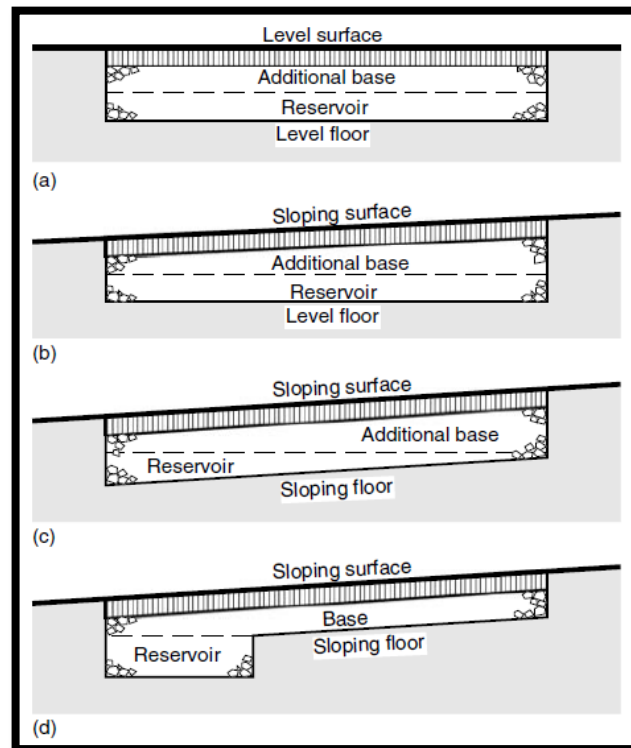 Level surface
Additional base
Reservoir
Level floor
(a)
Sloping surface
Additional base
Reservoir
Level floor
(b)
Sloping surface
Additional base
Reservoir
Sloping floor
(c)
Sloping surface
Base
Reservoir
Sloping floor
(d)